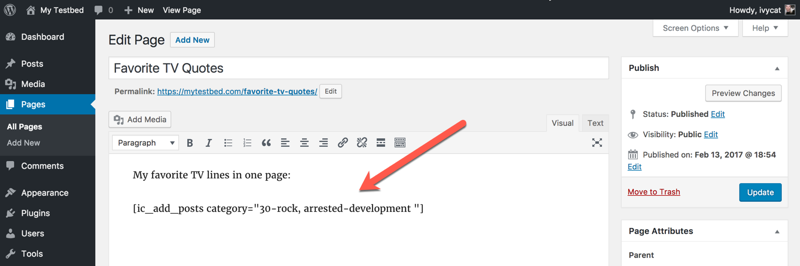 My Testbed 0 + New View Page Howdy, ivycat
Screen Options Help
Dashboard
Posts
Media
Pages
All Pages
Add New
Comments
Appearance
Plugins
Users
Tools
Edit Page Add New
Favorite TV Quotes
Permalink: https://mytestbed.com/favorite-tv-quotes/ Edit
Add Media
Visual Text
Paragraph B I
My favorite TV lines in one page:
[ic_add_posts category="30-rock, arrested-development "]
Publish
Preview Changes
Status: Published Edit
Visibility: Public Edit
Published on: Feb 13, 2017 @ 18:54
Edit
Move to Trash Update
Page Attributes
Parent